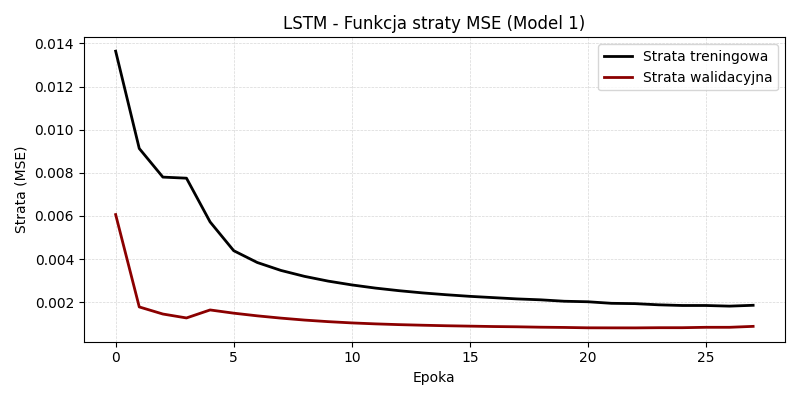 LSTM - Funkcja straty MSE (Model 1)
Strata treningowa
Strata walidacyjna
Strata (MSE)
0.014
0.012
0.010
0.008
0.006
0.004
0.002
0 5 10 15 20 25
Epoka